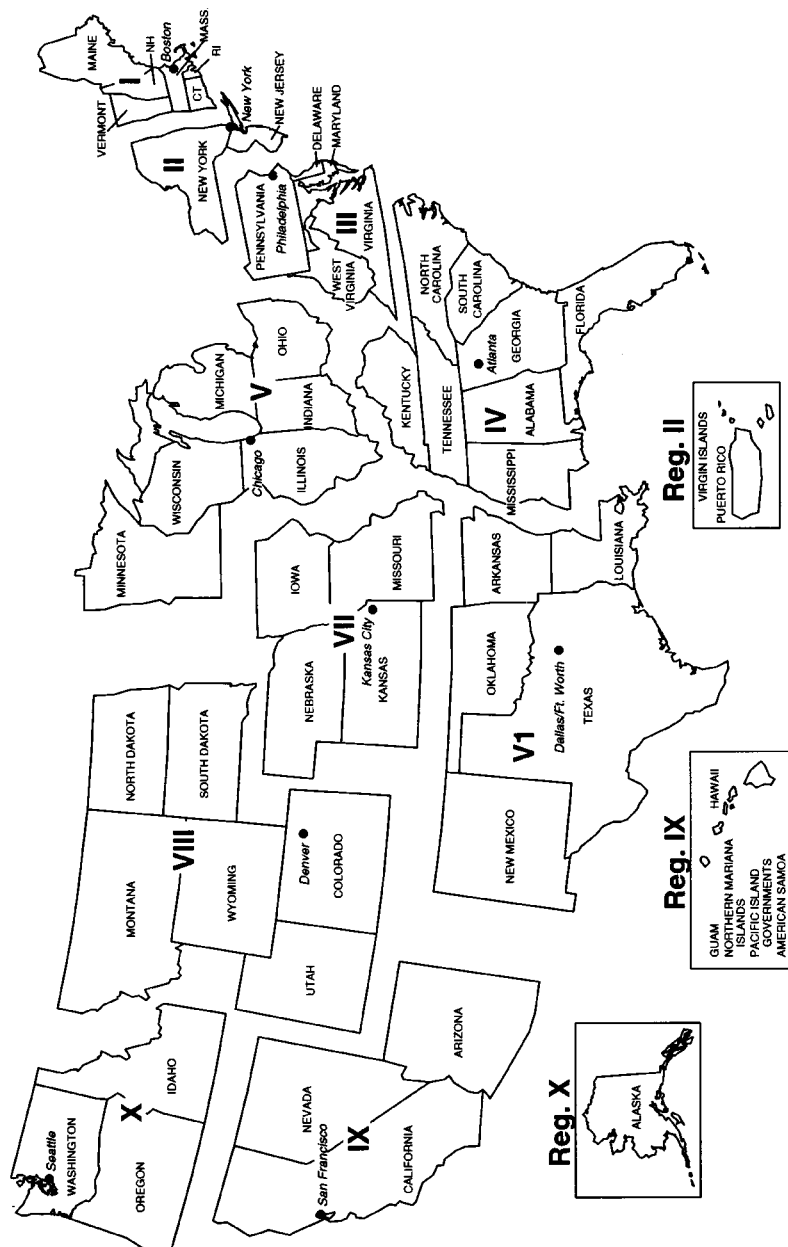 WASHINGTON
Seattle
OREGON
IDAHO
X
MONTANA
NORTH DAKOTA
SOUTH DAKOTA
VIII
WYOMING
UTAH
Denver
COLORADO
NEVADA
San Francisco
IX
CALIFORNIA
ARIZONA
MINNESOTA
WISCONSIN
MICHIGAN
V
Chicago
ILLINOIS
INDIANA
OHIO
IOWA
NEBRASKA
VII
Kansas City
KANSAS
MISSOURI
NEW MEXICO
OKLAHOMA
V1
Dallas/Ft. Worth
TEXAS
ARKANSAS
LOUISIANA
KENTUCKY
TENNESSEE
NORTH
CAROLINA
SOUTH
CAROLINA
Atlanta
GEORGIA
IV
ALABAMA
MISSISSIPPI
FLORIDA
MAINE
VERMONT
I
NH
Boston
MASS.
RI
CT
II
NEW YORK
New York
NEW JERSEY
PENNSYLVANIA
Philadelphia
DELAWARE
MARYLAND
III
WEST
VIRGINIA
VIRGINIA
Reg. X
ALASKA
Reg. IX
GUAM
HAWAII
NORTHERN MARIANA
ISLANDS
PACIFIC ISLAND
GOVERNMENTS
AMERICAN SAMOA
Reg. II
VIRGIN ISLANDS
PUERTO RICO